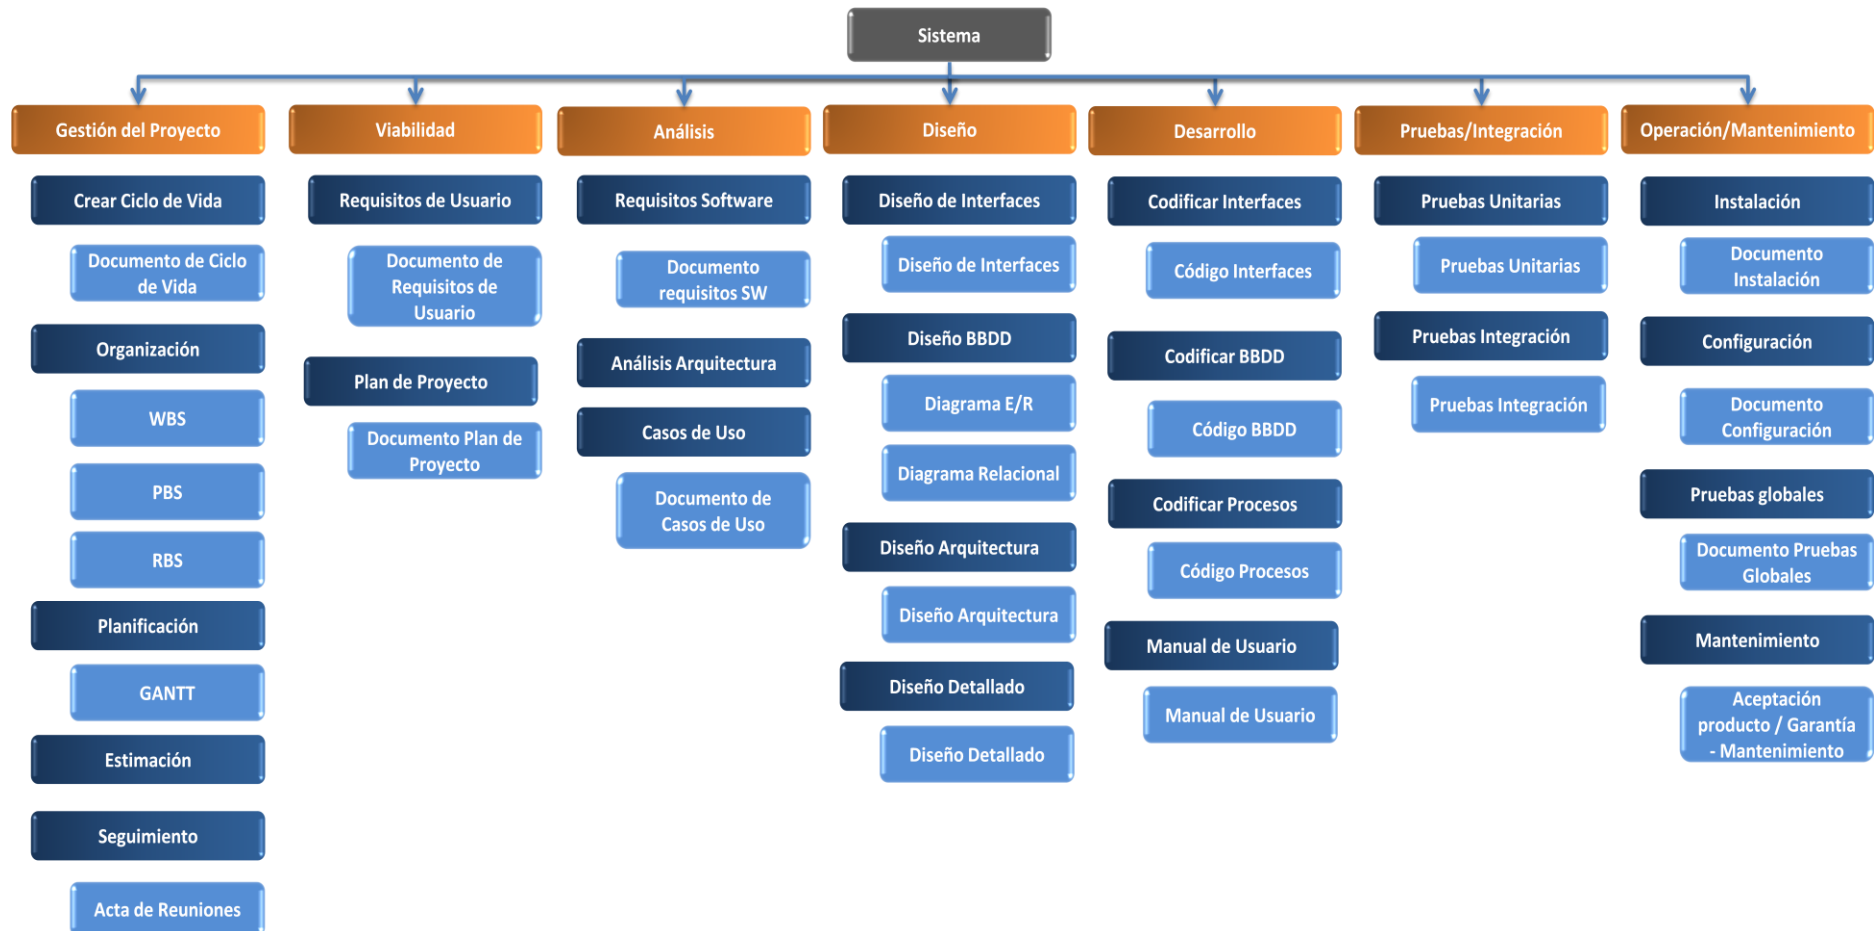 Sistema
Gestión del Proyecto
Crear Ciclo de Vida
Documento de Ciclo
de Vida
Organización
WBS
PBS
RBS
Planificación
GANTT
Estimación
Seguimiento
Acta de Reuniones
Viabilidad
Requisitos de Usuario
Documento de
Requisitos de
Usuario
Plan de Proyecto
Documento Plan de
Proyecto
Análisis
Requisitos Software
Documento
requisitos SW
Análisis Arquitectura
Casos de Uso
Documento de
Casos de Uso
Diseño
Diseño de Interfaces
Diseño de Interfaces
Diseño BBDD
Diagrama E/R
Diagrama Relacional
Diseño Arquitectura
Diseño Arquitectura
Diseño Detallado
Diseño Detallado
Desarrollo
Codificar Interfaces
Código Interfaces
Codificar BBDD
Código BBDD
Codificar Procesos
Código Procesos
Manual de Usuario
Manual de Usuario
Pruebas/Integración
Pruebas Unitarias
Pruebas Unitarias
Pruebas Integración
Pruebas Integración
Operación/Mantenimiento
Instalación
Documento
Instalación
Configuración
Documento
Configuración
Pruebas globales
Documento Pruebas
Globales
Mantenimiento
Aceptación
producto / Garantía
- Mantenimiento